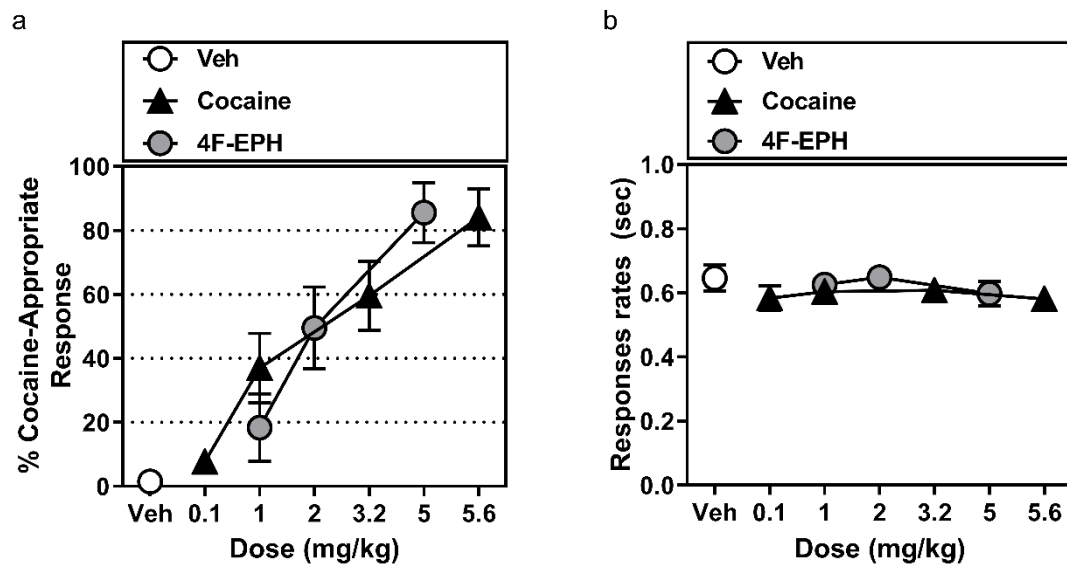 a
Veh
Cocaine
4F-EPH
% Cocaine-Appropriate
Response
100
80
60
40
20
0
Veh 0.1 1 2 3.2 5 5.6
Dose (mg/kg)
b
Veh
Cocaine
4F-EPH
Responses rates (sec)
1.0
0.8
0.6
0.4
0.2
0.0
Veh 0.1 1 2 3.2 5 5.6
Dose (mg/kg)